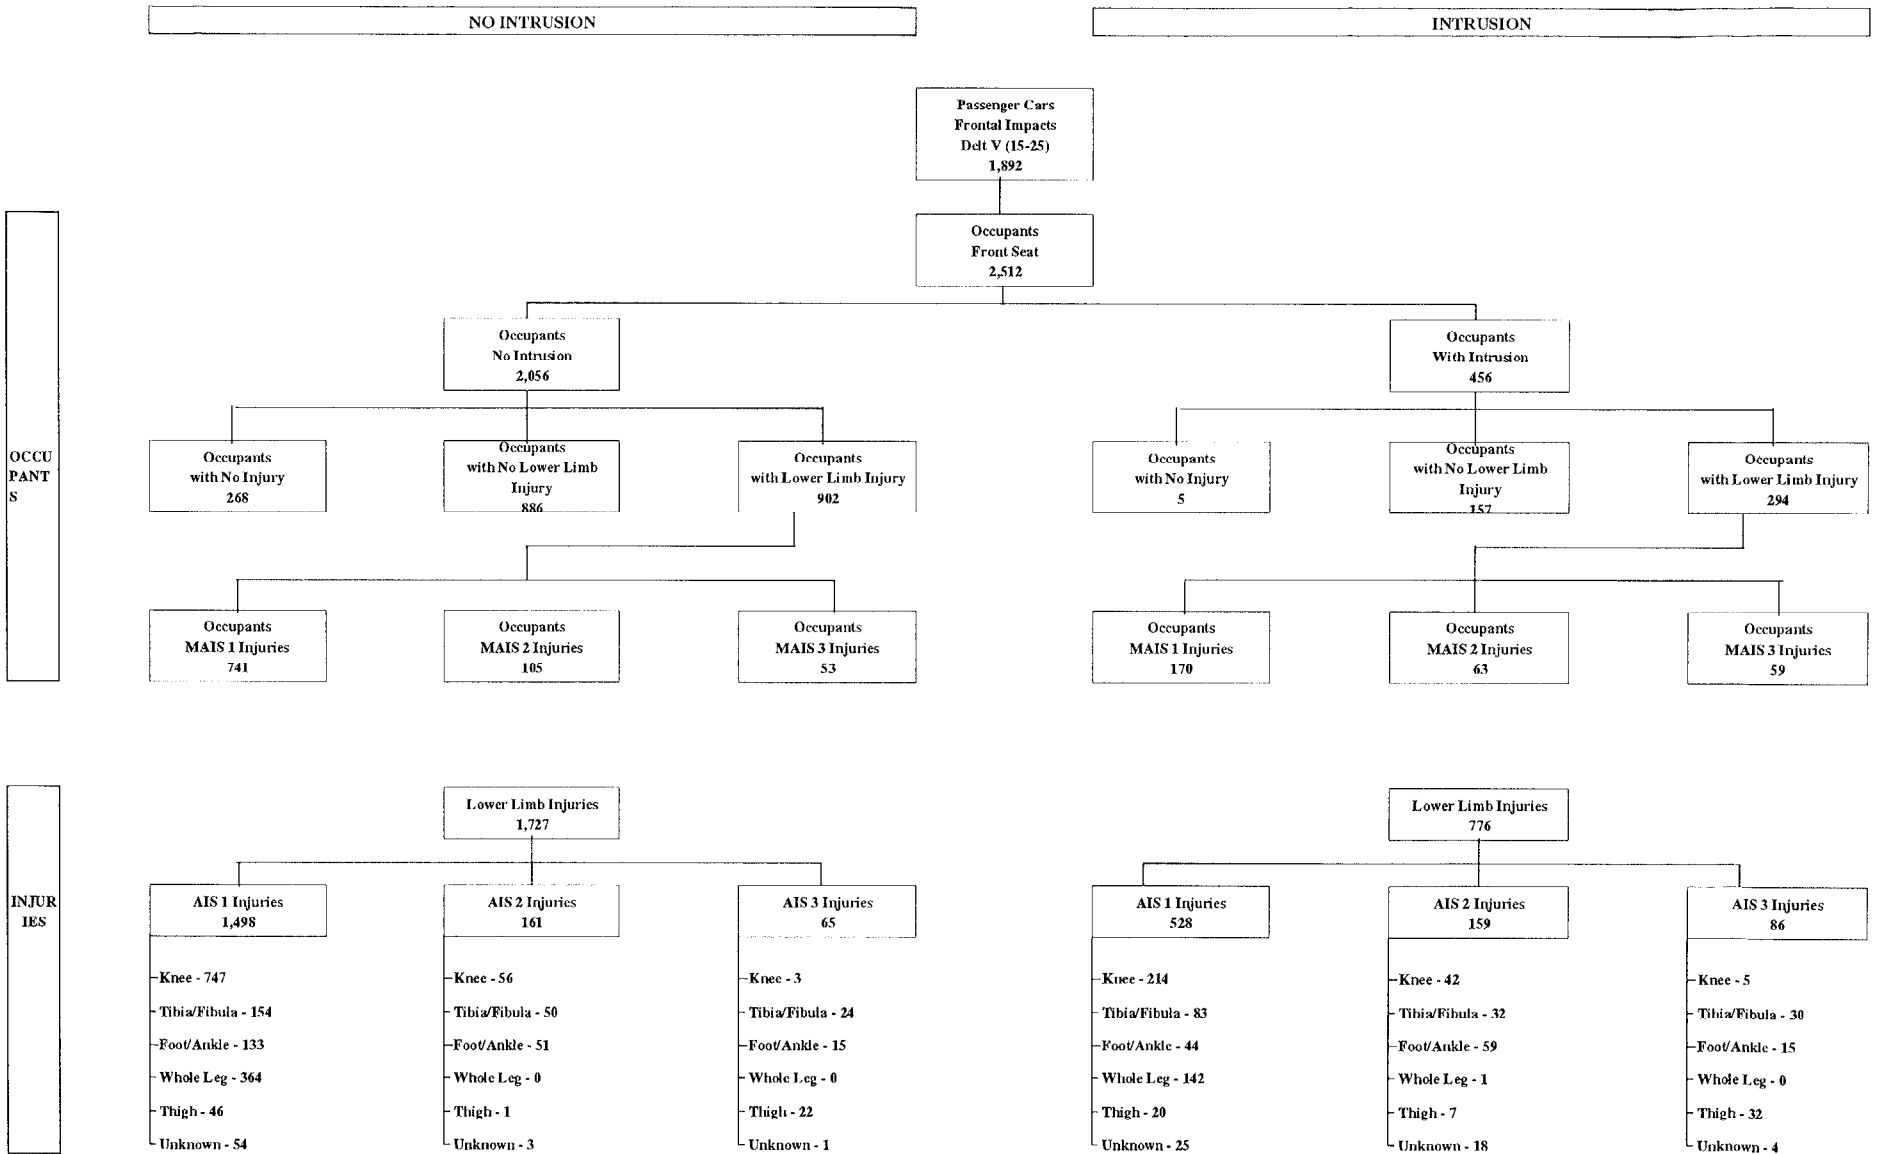 NO INTRUSION
INTRUSION
Passenger Cars
Frontal Impacts
Delt V (15-25)
1,892
Occupants
Front Seat
2,512
Occupants
No Intrusion
2,056
Occupants
With Intrusion
456
OCCU
PANT
S
Occupants
with No Injury
268
Occupants
with No Lower Limb
Injury
886
Occupants
with Lower Limb Injury
902
Occupants
with No Injury
5
Occupants
with No Lower Limb
Injury
157
Occupants
with Lower Limb Injury
294
Occupants
MAIS 1 Injuries
741
Occupants
MAIS 2 Injuries
105
Occupants
MAIS 3 Injuries
53
Occupants
MAIS 1 Injuries
170
Occupants
MAIS 2 Injuries
63
Occupants
MAIS 3 Injuries
59
INJUR
IES
Lower Limb Injuries
1,727
Lower Limb Injuries
776
AIS 1 Injuries
1,498
Knee - 747
Tibia/Fibula - 154
Foot/Ankle - 133
Whole Leg - 364
Thigh - 46
Unknown - 54
AIS 2 Injuries
161
Knee - 56
Tibia/Fibula - 50
Foot/Ankle - 51
Whole Leg - 0
Thigh - 1
Unknown - 3
AIS 3 Injuries
65
Knee - 3
Tibia/Fibula - 24
Foot/Ankle - 15
Whole Leg - 0
Thigh - 22
Unknown - 1
AIS 1 Injuries
528
Knee - 214
Tibia/Fibula - 83
Foot/Ankle - 44
Whole Leg - 142
Thigh - 20
Unknown - 25
AIS 2 Injuries
159
Knee - 42
Tibia/Fibula - 32
Foot/Ankle - 59
Whole Leg - 1
Thigh - 7
Unknown - 18
AIS 3 Injuries
86
Knee - 5
Tibia/Fibula - 30
Foot/Ankle - 15
Whole Leg - 0
Thigh - 32
Unknown - 4